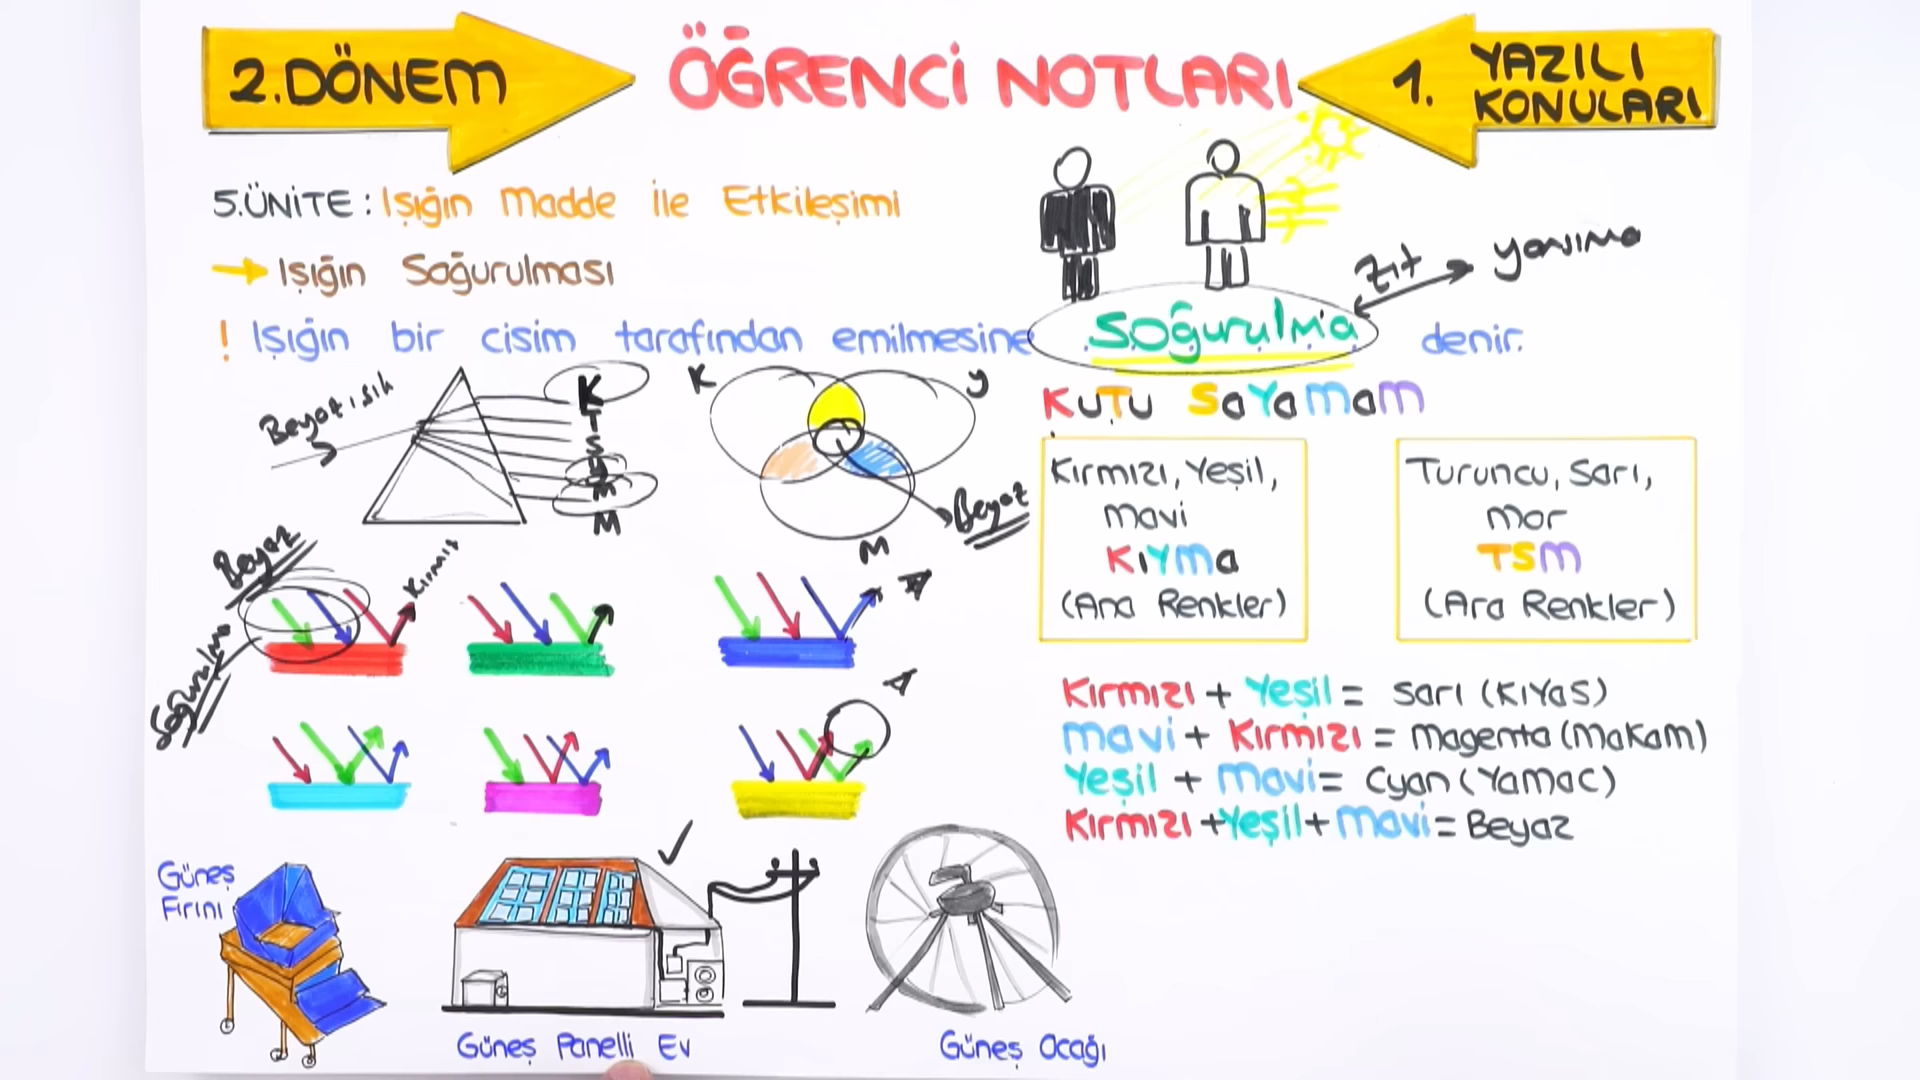 2.DÖNEM
ÖĞRENCİ NOTLARI
1. YAZILI KONULARI
5.ÜNİTE: Işığın Madde ile Etkileşimi
Işığın Soğurulması
! Işığın bir cisim tarafından emilmesine Soğurulma denir.
Zıt
yansıma
Beyaz ışık
K
T
S
Y
M
M
K
Y
M
Beyaz
KuTu SaYaMaM
Kırmızı, Yeşil,
Mavi
KıYMa
(Ana Renkler)
Turuncu, Sarı,
Mor
TSM
(Ara Renkler)
Beyaz
Kırmızı
Soğurulma
Kırmızı + Yeşil = Sarı (KIYAS)
Mavi + Kırmızı = Magenta (Makam)
Yeşil + Mavi = Cyan (Yamac)
Kırmızı + Yeşil + Mavi = Beyaz
Güneş
Fırını
Güneş Panelli Ev
Güneş Ocağı